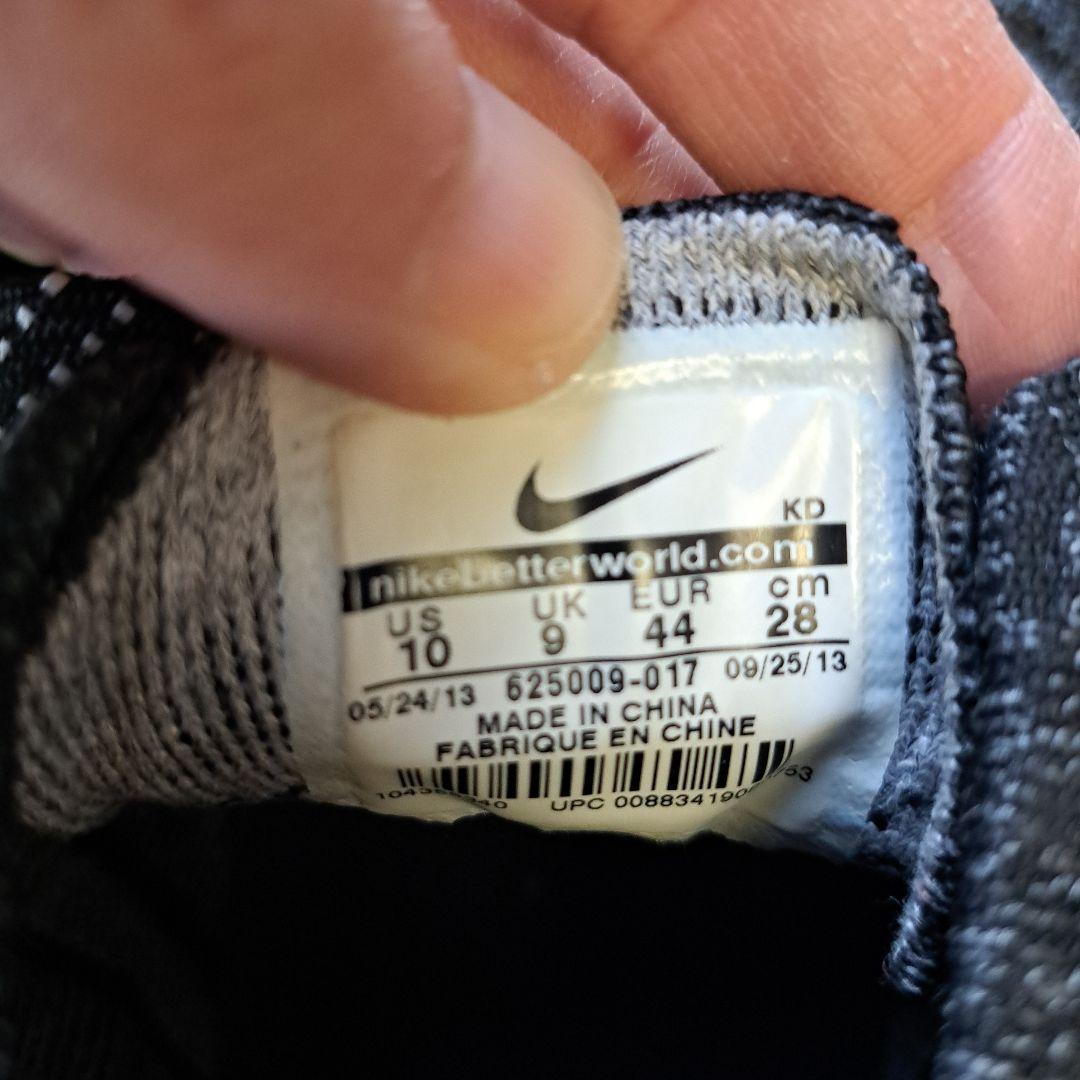 KD
nikebetterworld.com
US UK EUR cm
10 9 44 28
05/24/13 625009-017 09/25/13
MADE IN CHINA
FABRIQUE EN CHINE
UPC